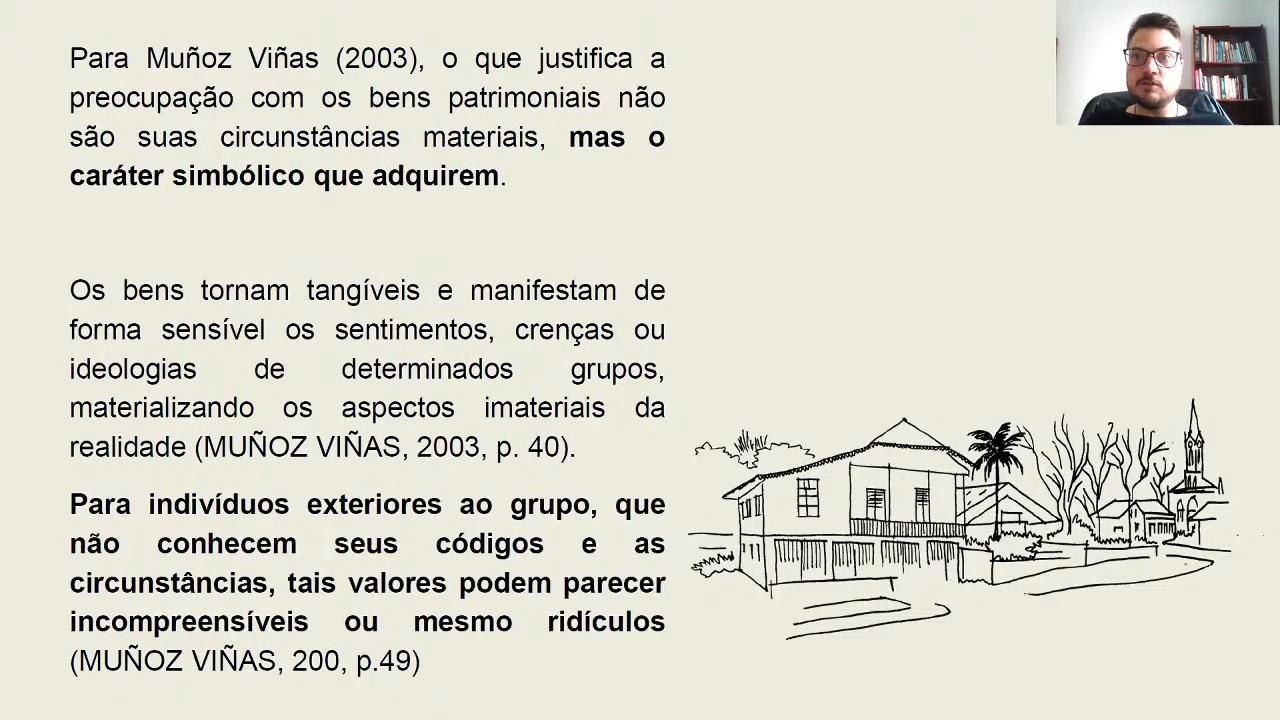 Para Muñoz Viñas (2003), o que justifica a
preocupação com os bens patrimoniais não
são suas circunstâncias materiais, mas o
caráter simbólico que adquirem.
Os bens tornam tangíveis e manifestam de
forma sensível os sentimentos, crenças ou
ideologias de determinados grupos,
materializando os aspectos imateriais da
realidade (MUÑOZ VIÑAS, 2003, p. 40).
Para indivíduos exteriores ao grupo, que
não conhecem seus códigos e as
circunstâncias, tais valores podem parecer
incompreensíveis ou mesmo ridículos
(MUÑOZ VIÑAS, 200, p.49)